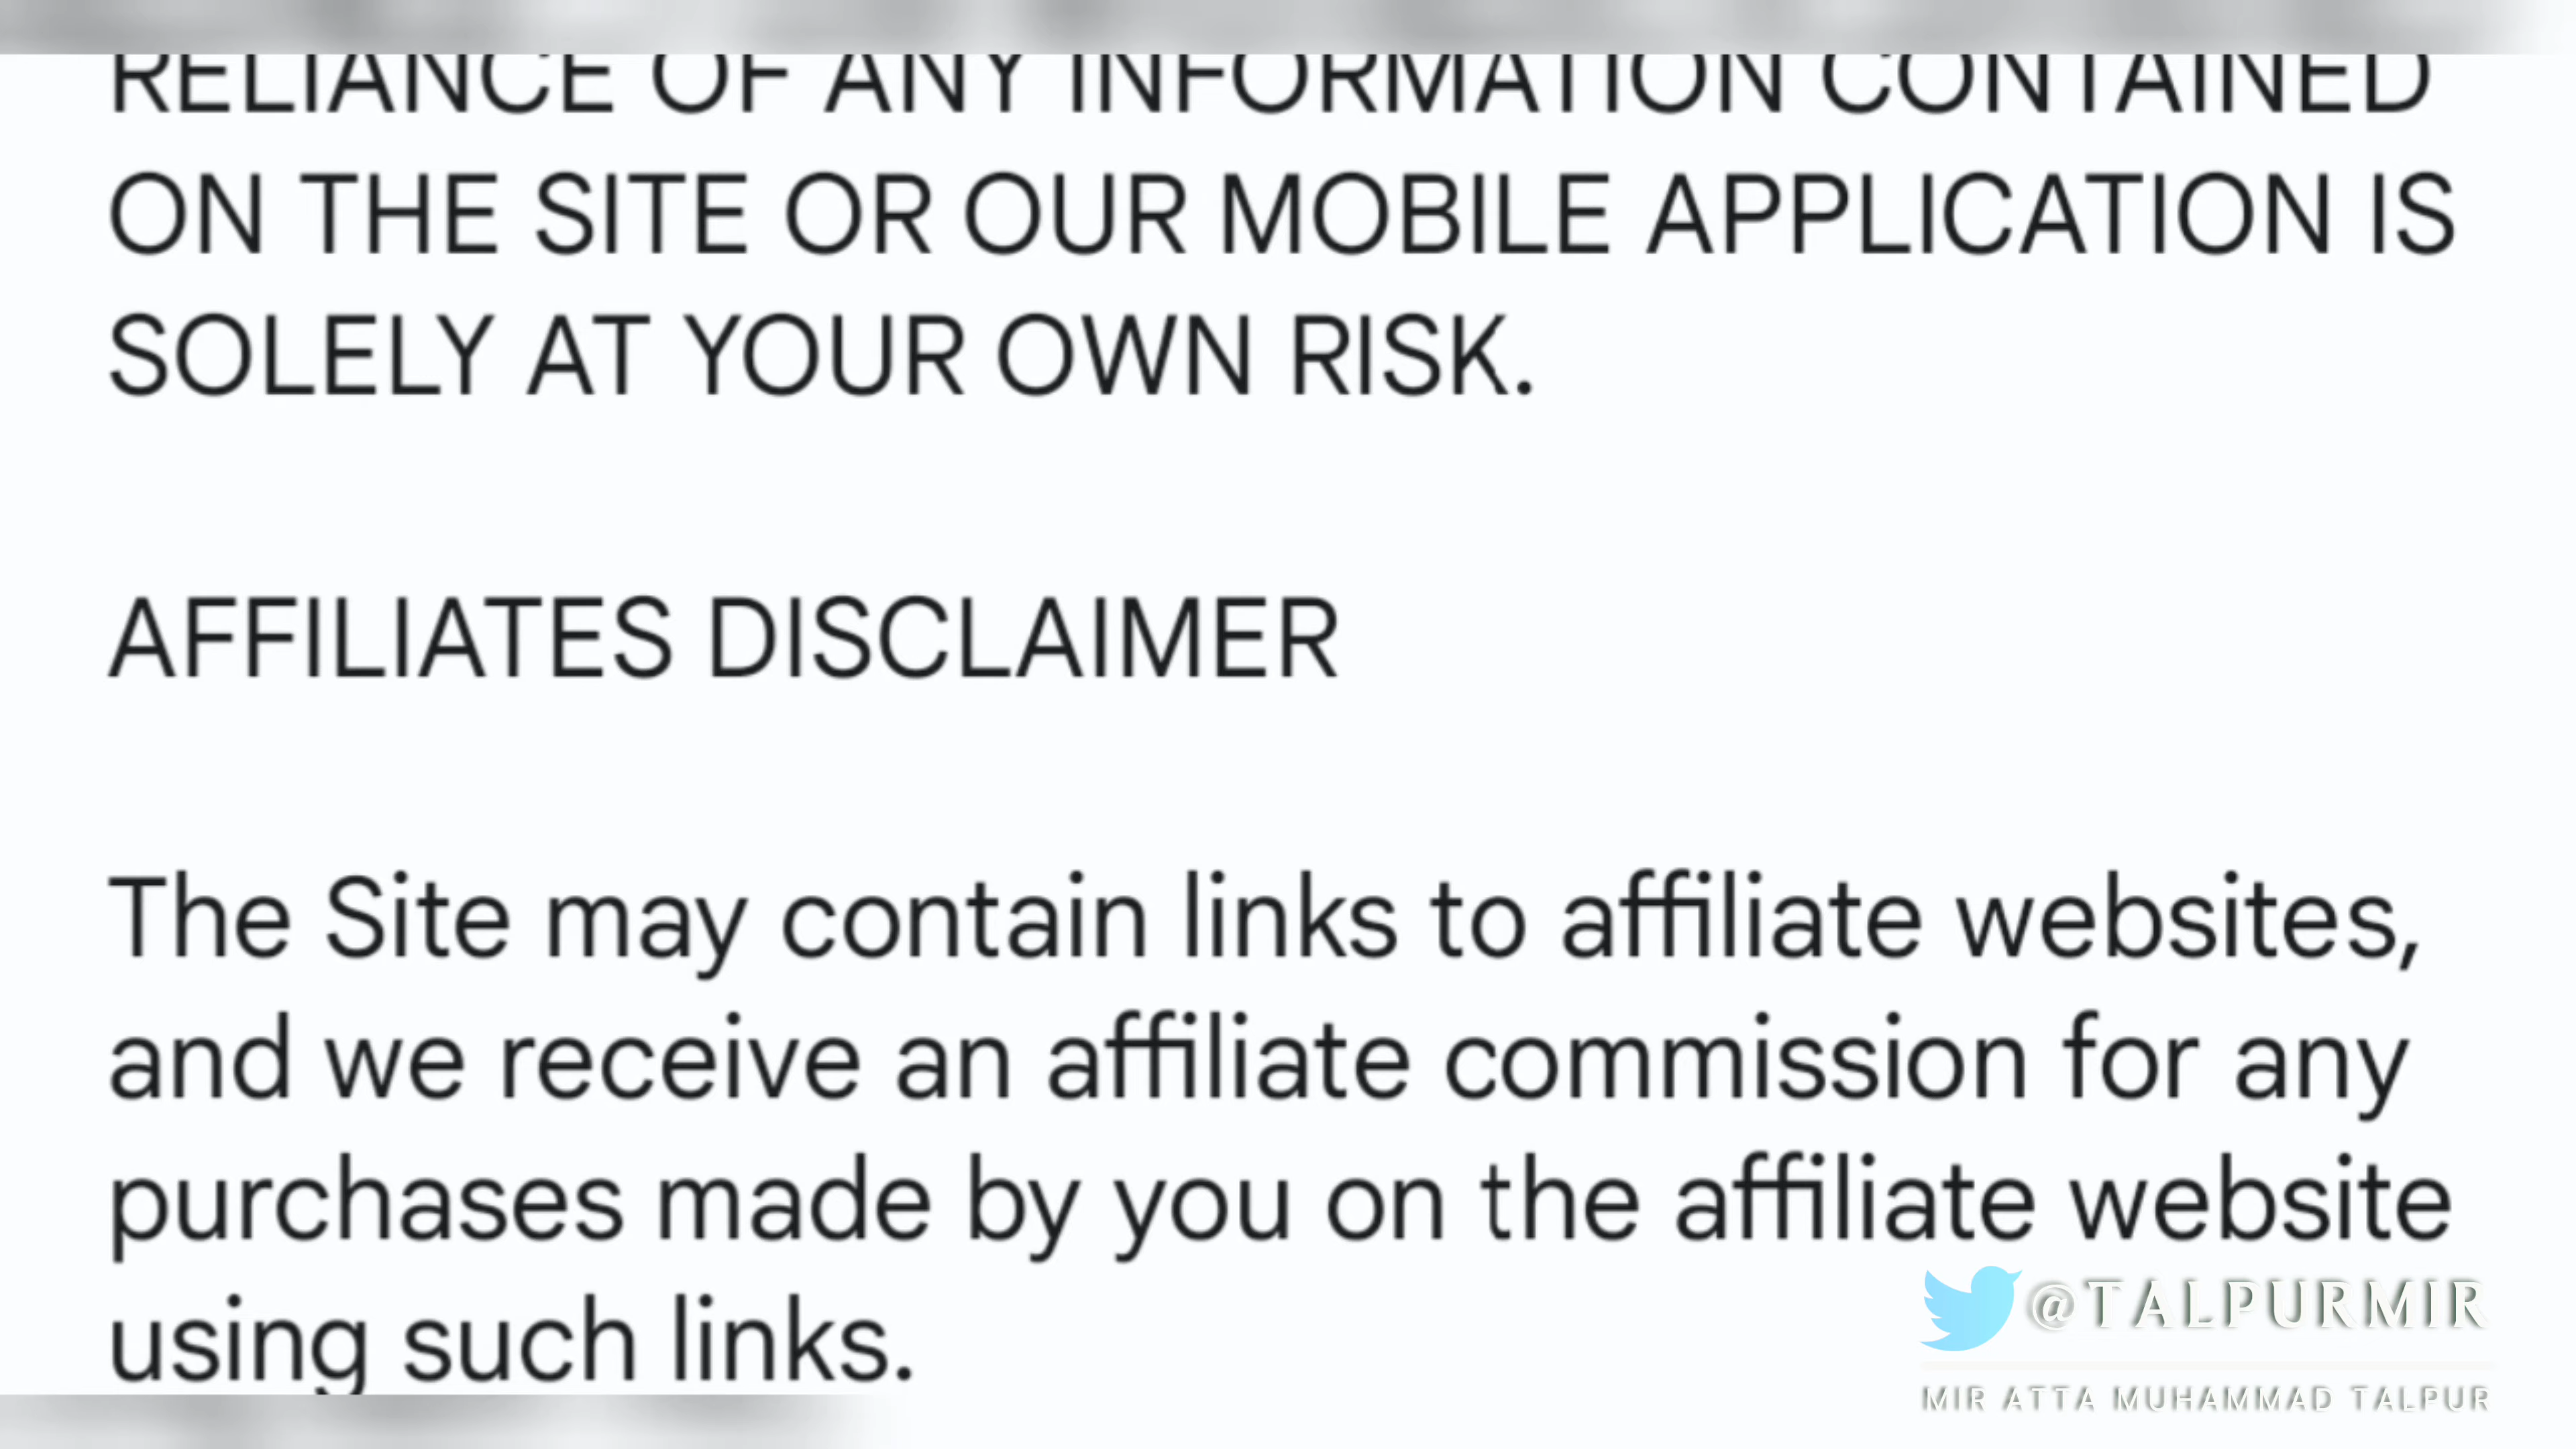 RELIANCE OF ANY INFORMATION CONTAINED
ON THE SITE OR OUR MOBILE APPLICATION IS
SOLELY AT YOUR OWN RISK.
AFFILIATES DISCLAIMER
The Site may contain links to affiliate websites,
and we receive an affiliate commission for any
purchases made by you on the affiliate website
using such links.
@TALPURMIR
MIR ATTA MUHAMMAD TALPUR